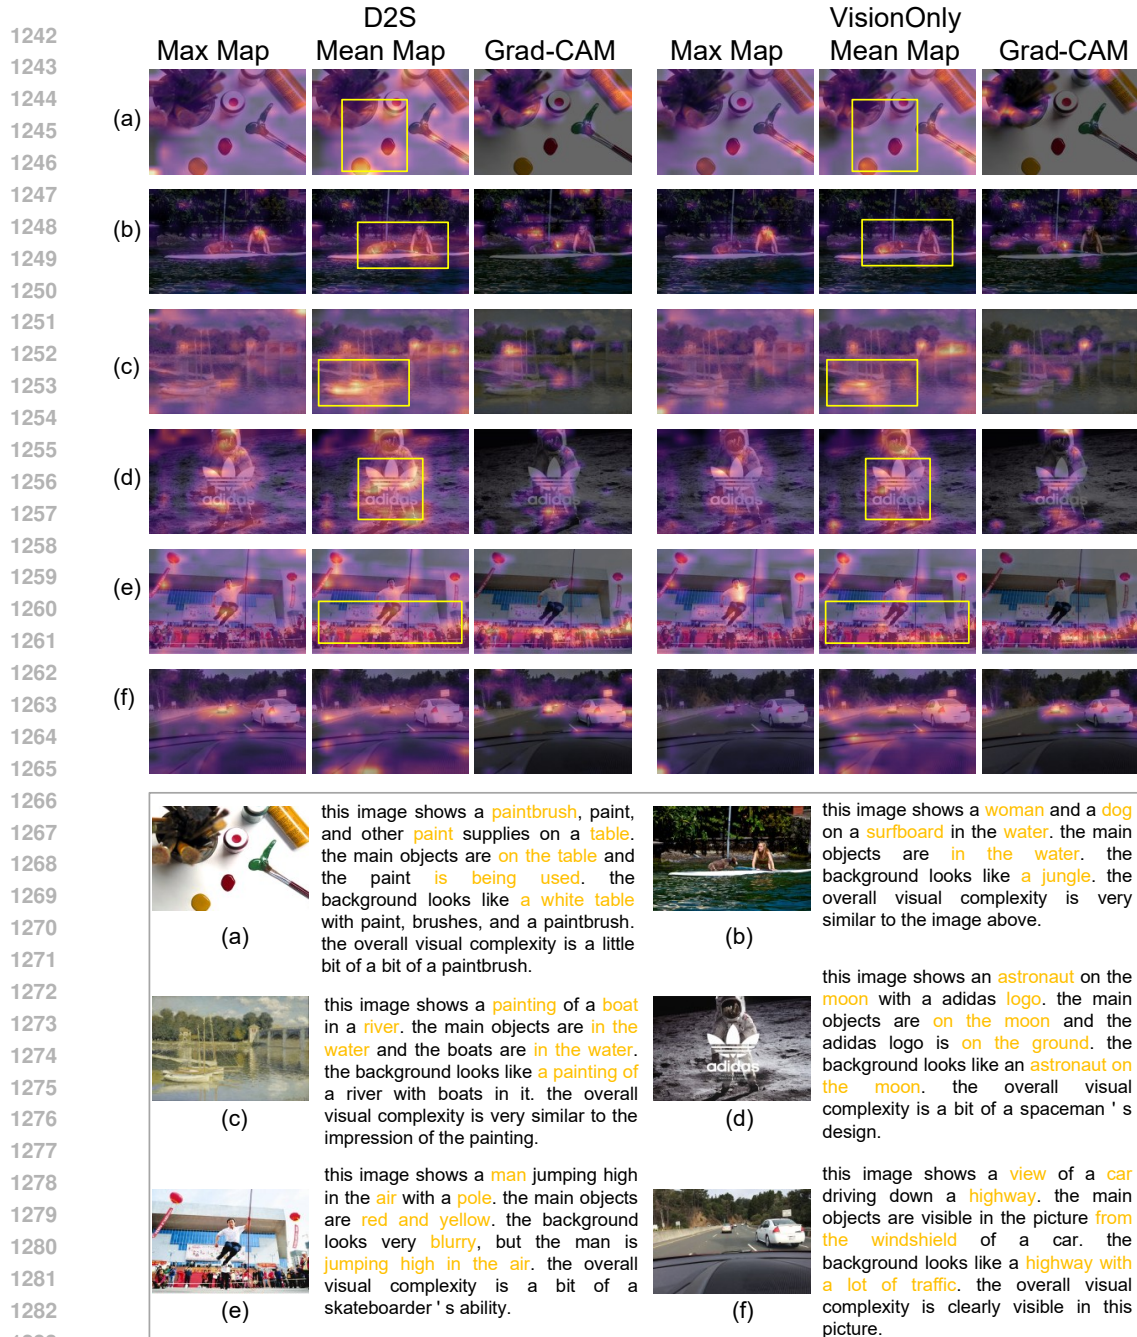 D2S
VisionOnly
Max Map Mean Map Grad-CAM Max Map Mean Map Grad-CAM
1242
1243
1244
1245
1246
1247
1248
1249
1250
1251
1252
1253
1254
1255
1256
1257
1258
1259
1260
1261
1262
1263
1264
1265
1266
1267
1268
1269
1270
1271
1272
1273
1274
1275
1276
1277
1278
1279
1280
1281
1282
(a)
(b)
(c)
(d)
adidas
adidas
adidas
adidas
adidas
adidas
(e)
(f)
this image shows a paintbrush, paint,
and other paint supplies on a table.
the main objects are on the table and
the paint is being used. the
background looks like a white table
with paint, brushes, and a paintbrush.
the overall visual complexity is a little
bit of a bit of a paintbrush.
(a)
this image shows a woman and a dog
on a surfboard in the water. the main
objects are in the water. the
background looks like a jungle. the
overall visual complexity is very
similar to the image above.
(b)
this image shows a painting of a boat
in a river. the main objects are in the
water and the boats are in the water.
the background looks like a painting of
a river with boats in it. the overall
visual complexity is very similar to the
impression of the painting.
(c)
this image shows an astronaut on the
moon with a adidas logo. the main
objects are on the moon and the
adidas logo is on the ground. the
background looks like an astronaut on
the moon. the overall visual
complexity is a bit of a spaceman ' s
design.
adidas
(d)
this image shows a man jumping high
in the air with a pole. the main objects
are red and yellow. the background
looks very blurry, but the man is
jumping high in the air. the overall
visual complexity is a bit of a
skateboarder ' s ability.
(e)
this image shows a view of a car
driving down a highway. the main
objects are visible in the picture from
the windshield of a car. the
background looks like a highway with
a lot of traffic. the overall visual
complexity is clearly visible in this
picture.
(f)